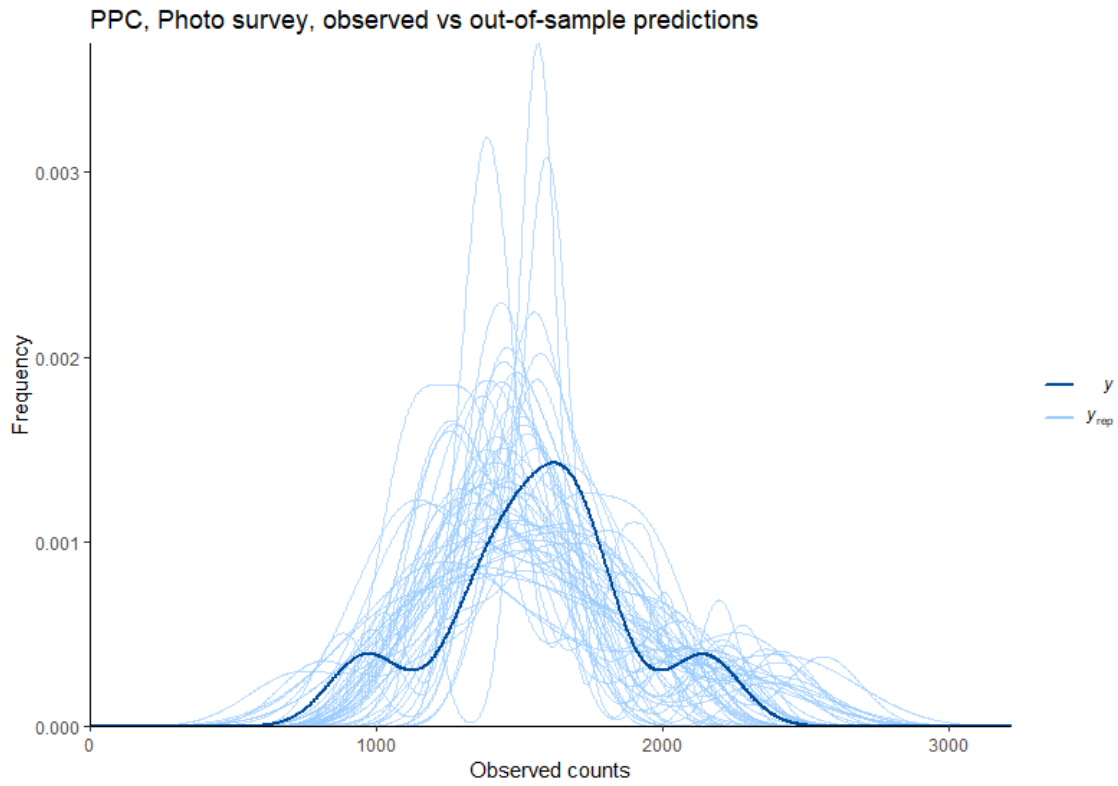 PPC, Photo survey, observed vs out-of-sample predictions
Frequency
0.003
0.002
0.001
0.000
0
1000
2000
3000
Observed counts
y
y rep